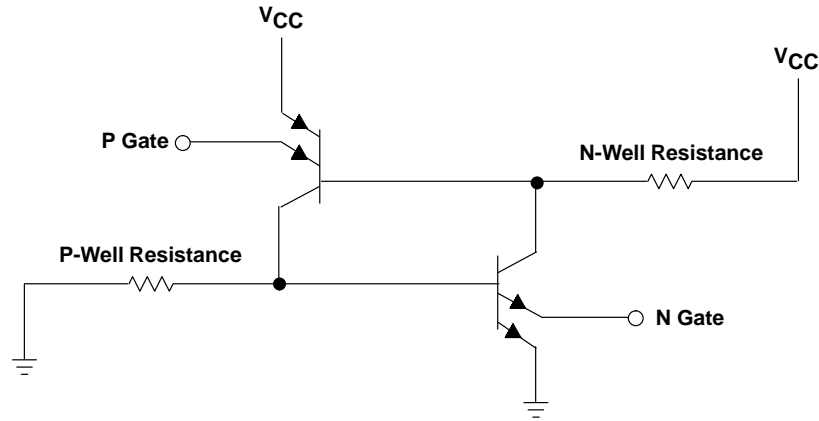 VCC
VCC
P Gate
N-Well Resistance
P-Well Resistance
N Gate